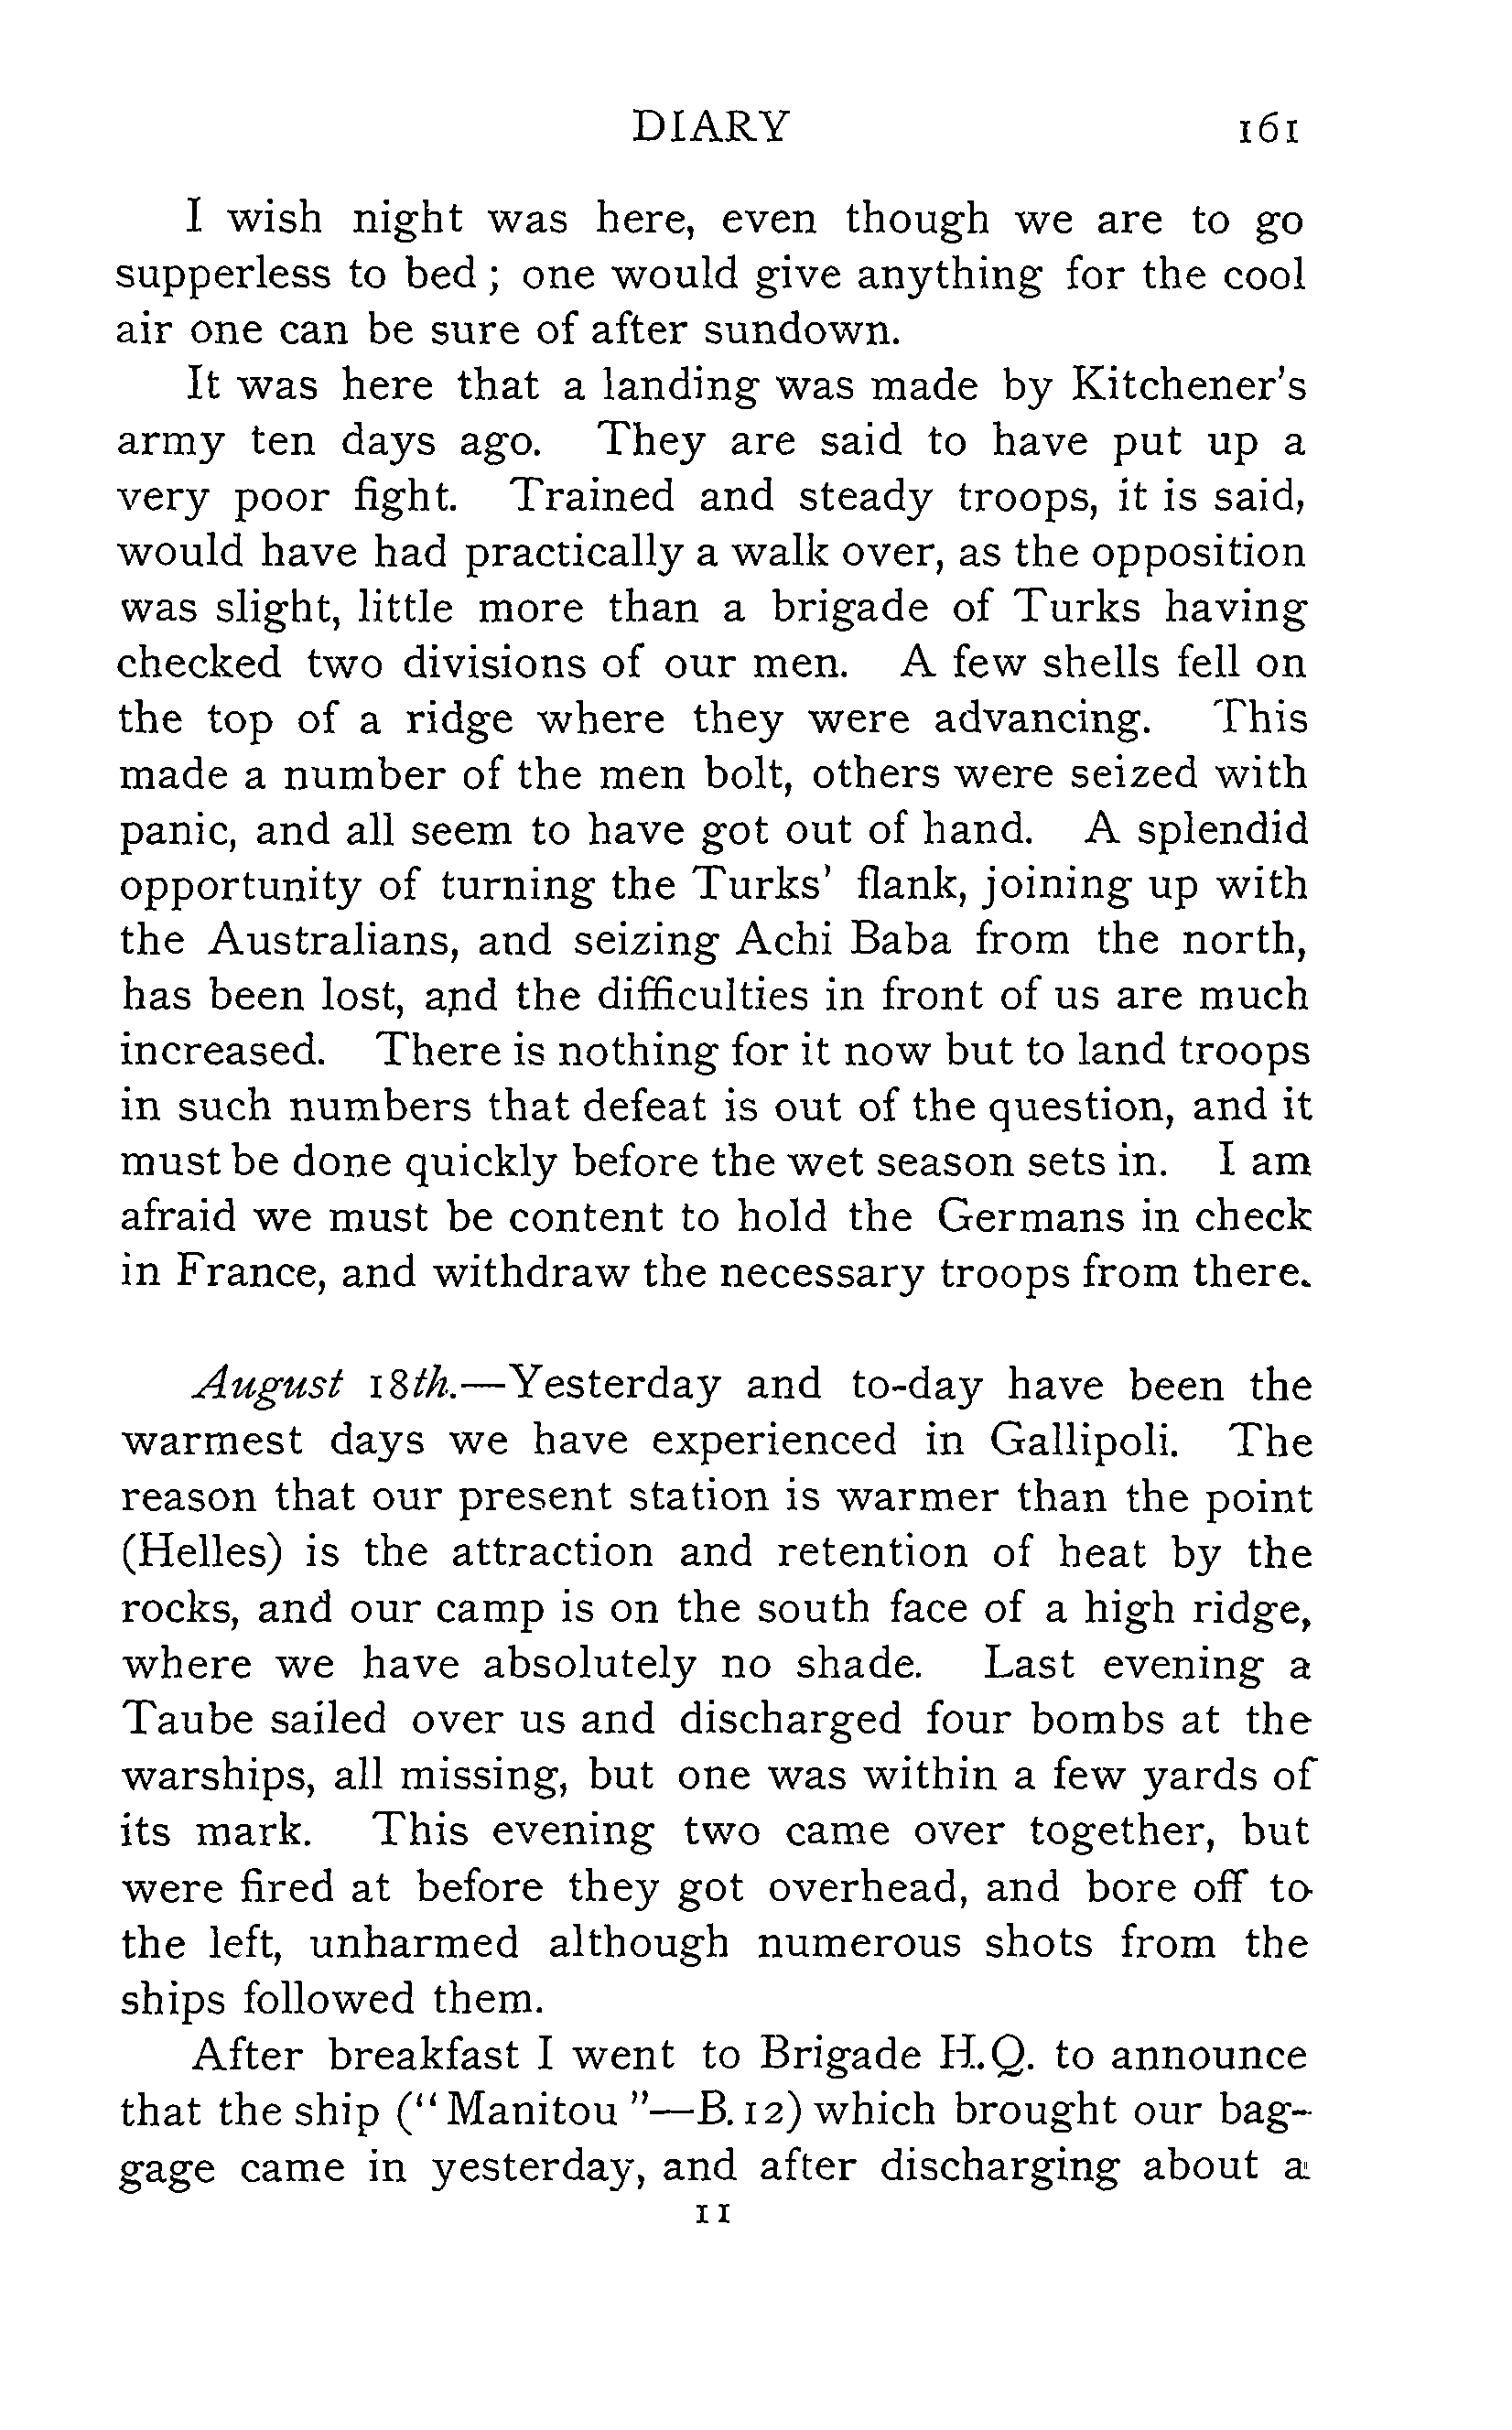 DIARY 161
I wish night was here, even though we are to go
supperless to bed ; one would give anything for the cool
air one can be sure of after sundown.
It was here that a landing was made by Kitchener's
army ten days ago. They are said to have put up a
very poor fight. Trained and steady troops, it is said,
would have had practically a walk over, as the opposition
was slight, little more than a brigade of Turks having
checked two divisions of our men. A few shells fell on
the top of a ridge where they were advancing. This
made a number of the men bolt, others were seized with
panic, and all seem to have got out of hand. A splendid
opportunity of turning the Turks' flank, joining up with
the Australians, and seizing Achi Baba from the north,
has been lost, and the difficulties in front of us are much
increased. There is nothing for it now but to land troops
in such numbers that defeat is out of the question, and it
must be done quickly before the wet season sets in. I am
afraid we must be content to hold the Germans in check
in France, and withdraw the necessary troops from there.
August 18th.—Yesterday and to-day have been the
warmest days we have experienced in Gallipoli. The
reason that our present station is warmer than the point
(Helles) is the attraction and retention of heat by the
rocks, and our camp is on the south face of a high ridge,
where we have absolutely no shade. Last evening a
Taube sailed over us and discharged four bombs at the
warships, all missing, but one was within a few yards of
its mark. This evening two came over together, but
were fired at before they got overhead, and bore off to
the left, unharmed although numerous shots from the
ships followed them.
After breakfast I went to Brigade H.Q. to announce
that the ship ("Manitou"—B.12) which brought our bag-
gage came in yesterday, and after discharging about a
11